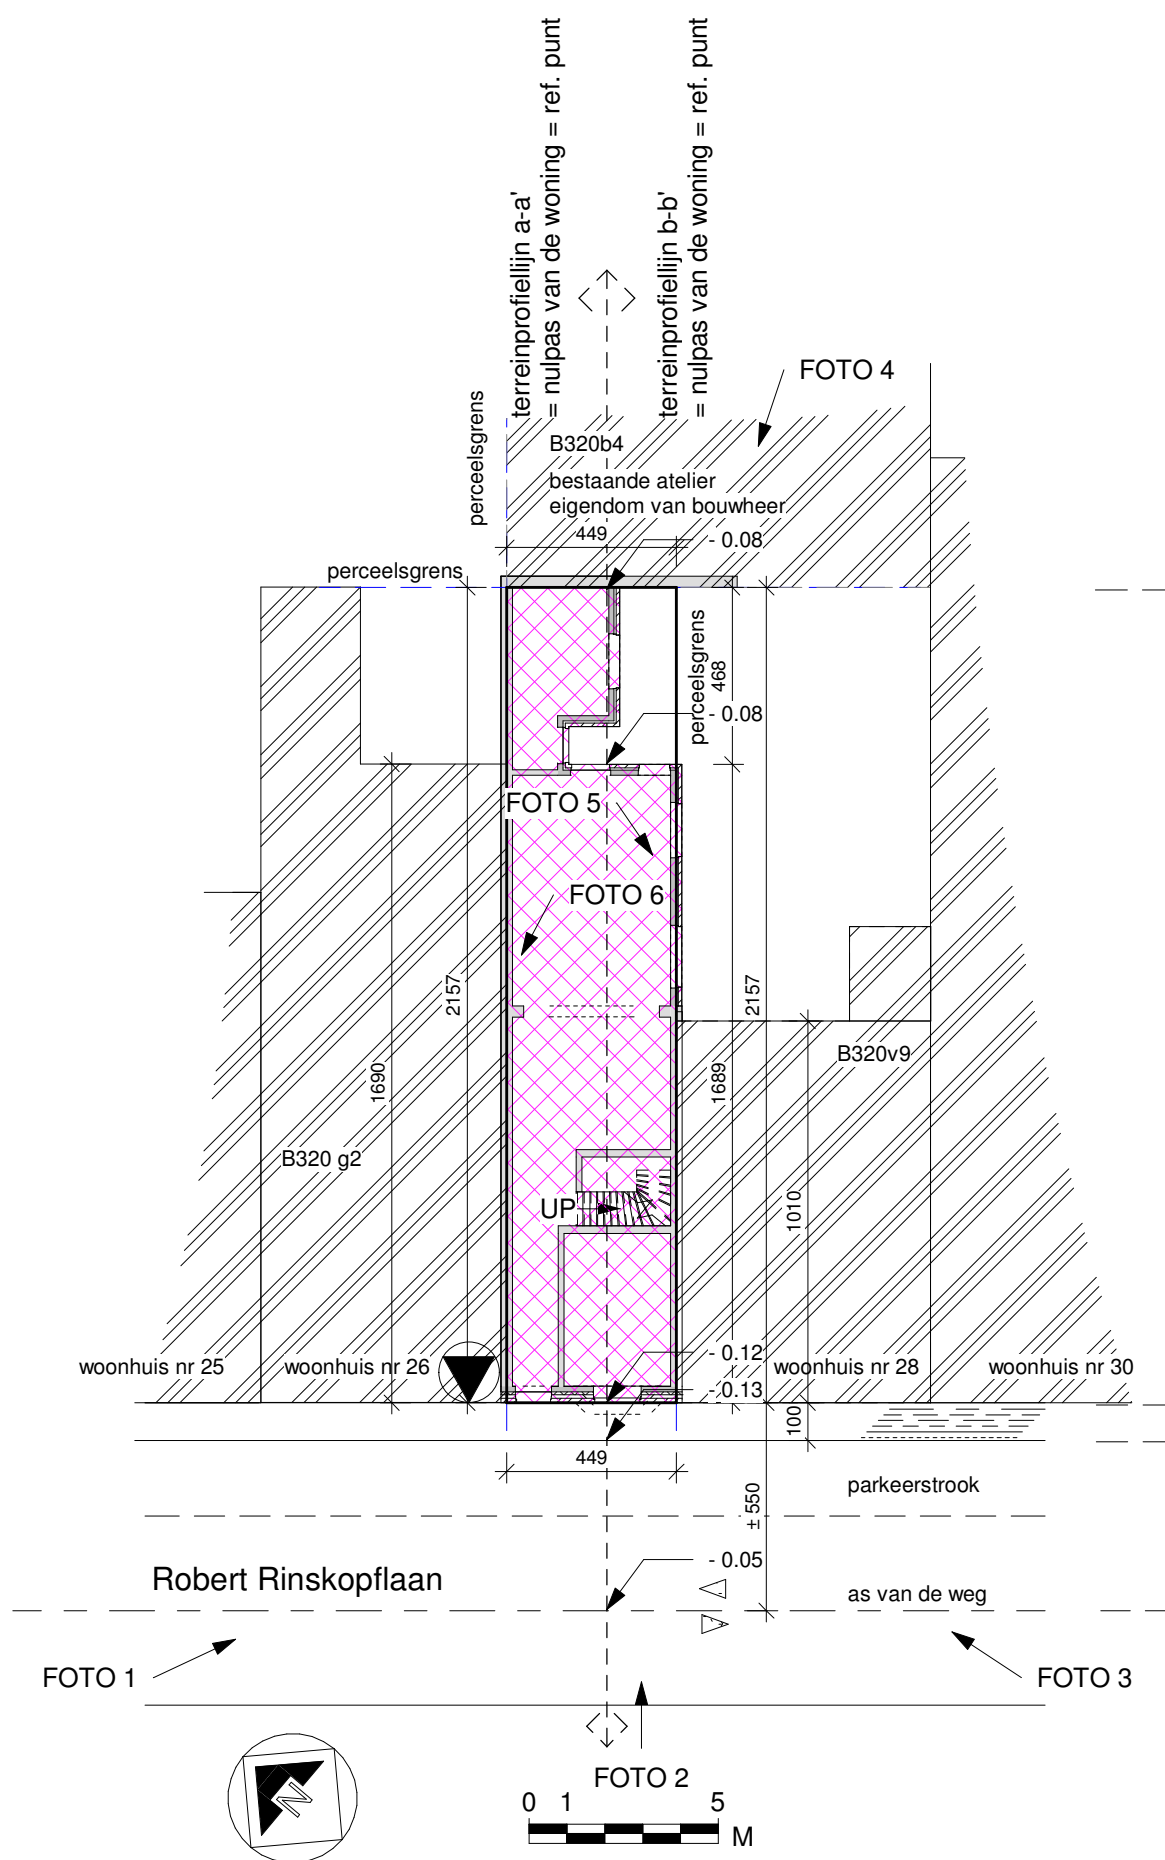 terreinprofiellijn a-a'
= nulpas van de woning = ref. punt
terreinprofiellijn b-b'
= nulpas van de woning = ref. punt
FOTO 4
perceelsgrens
B320b4
bestaande atelier
eigendom van bouwheer
449
- 0.08
perceelsgrens
perceelsgrens
468
- 0.08
FOTO 5
FOTO 6
2157
2157
1690
1689
B320v9
B320 g2
UP
1010
- 0.12
woonhuis nr 25
woonhuis nr 26
woonhuis nr 28
woonhuis nr 30
- 0.13
100
449
parkeerstrook
± 550
- 0.05
Robert Rinskopflaan
as van de weg
FOTO 1
FOTO 3
FOTO 2
N
0 1 5
M